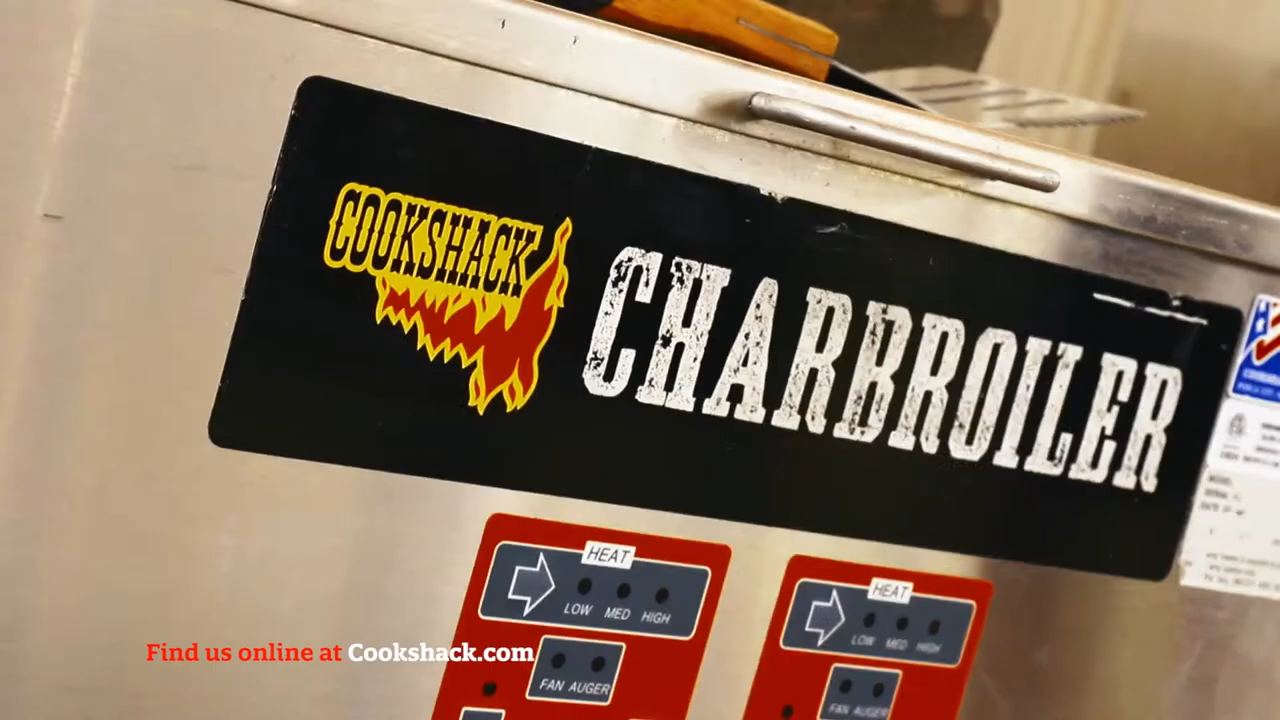 COOKSHACK
CHARBROILER
HEAT
LOW MED HIGH
FAN AUGER
HEAT
LOW MED HIGH
FAN AUGER
Find us online at Cookshack.com